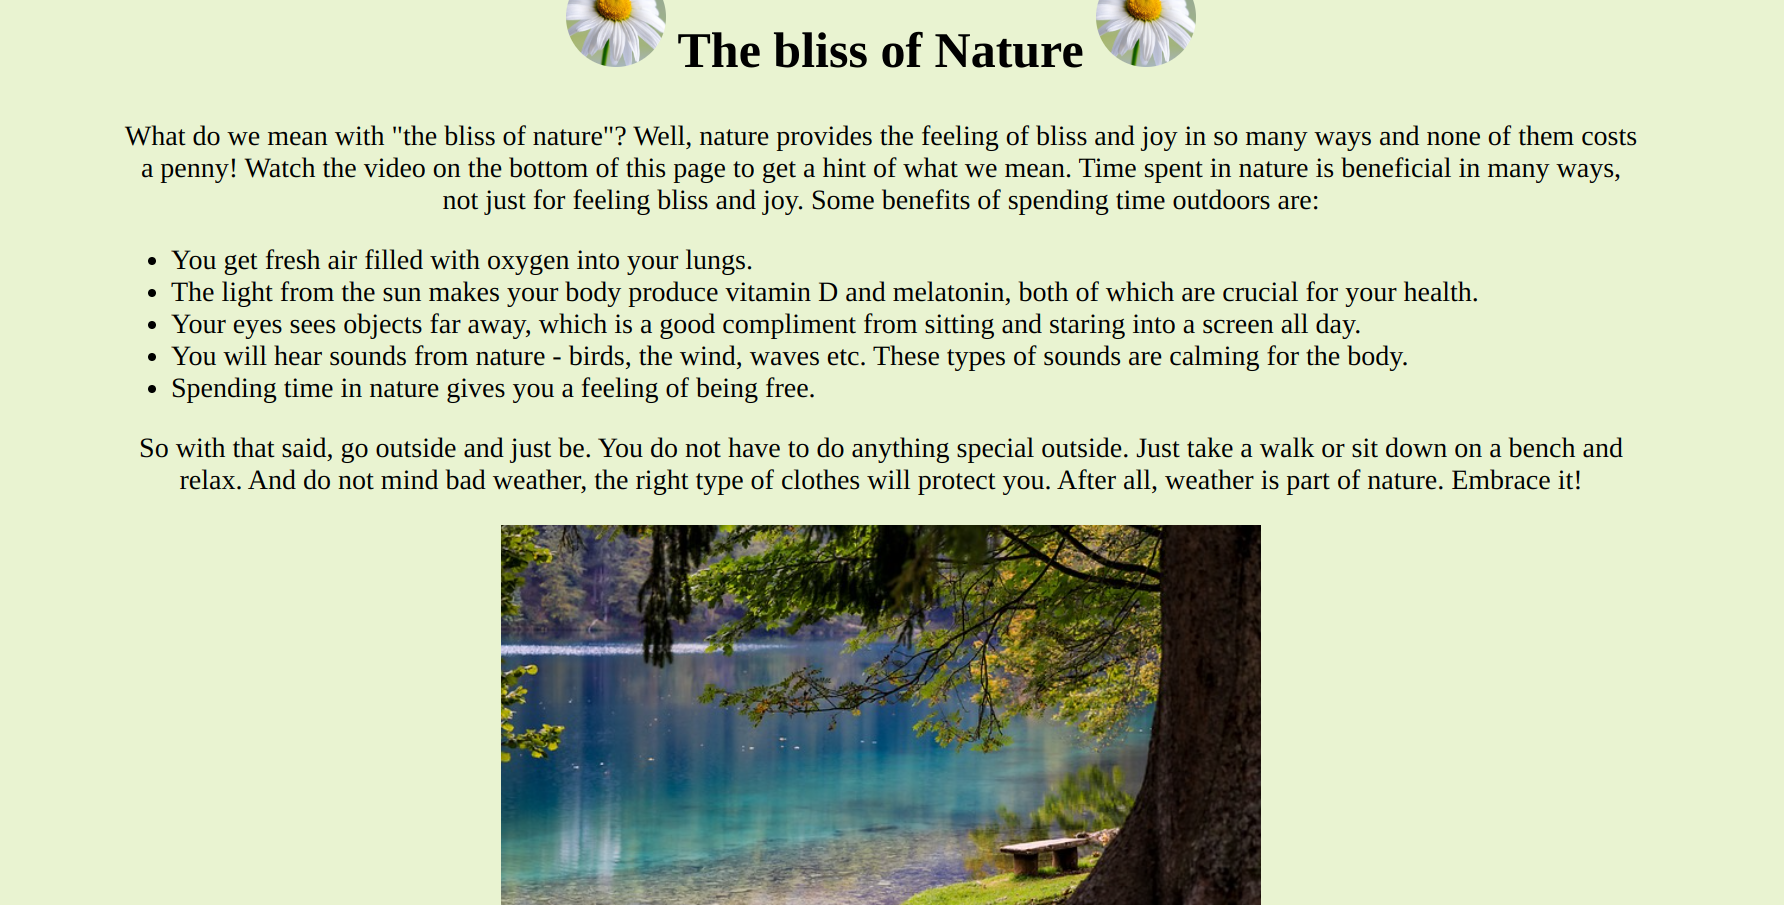 The bliss of Nature
What do we mean with "the bliss of nature"? Well, nature provides the feeling of bliss and joy in so many ways and none of them costs
a penny! Watch the video on the bottom of this page to get a hint of what we mean. Time spent in nature is beneficial in many ways,
not just for feeling bliss and joy. Some benefits of spending time outdoors are:
• You get fresh air filled with oxygen into your lungs.
• The light from the sun makes your body produce vitamin D and melatonin, both of which are crucial for your health.
• Your eyes sees objects far away, which is a good compliment from sitting and staring into a screen all day.
• You will hear sounds from nature - birds, the wind, waves etc. These types of sounds are calming for the body.
• Spending time in nature gives you a feeling of being free.
So with that said, go outside and just be. You do not have to do anything special outside. Just take a walk or sit down on a bench and
relax. And do not mind bad weather, the right type of clothes will protect you. After all, weather is part of nature. Embrace it!